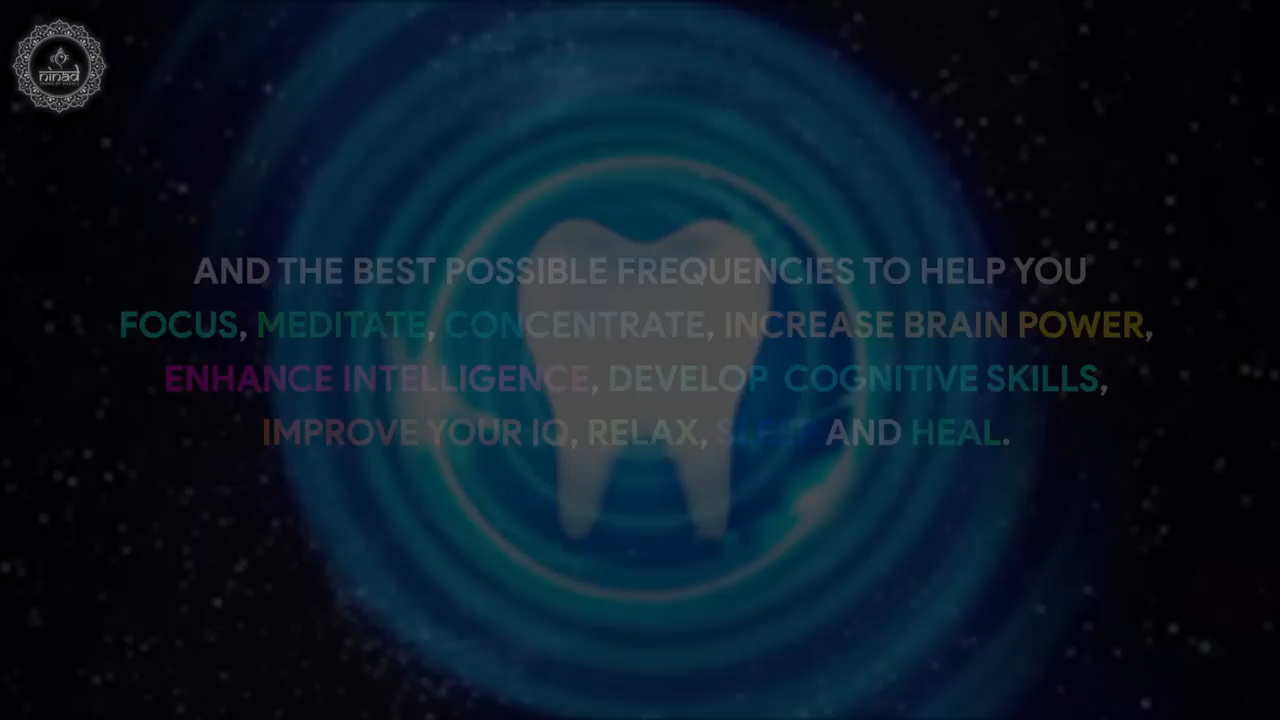 ninad
AND THE BEST POSSIBLE FREQUENCIES TO HELP YOU
FOCUS, MEDITATE, CONCENTRATE, INCREASE BRAIN POWER,
ENHANCE INTELLIGENCE, DEVELOP COGNITIVE SKILLS,
IMPROVE YOUR IQ, RELAX, AND HEAL.